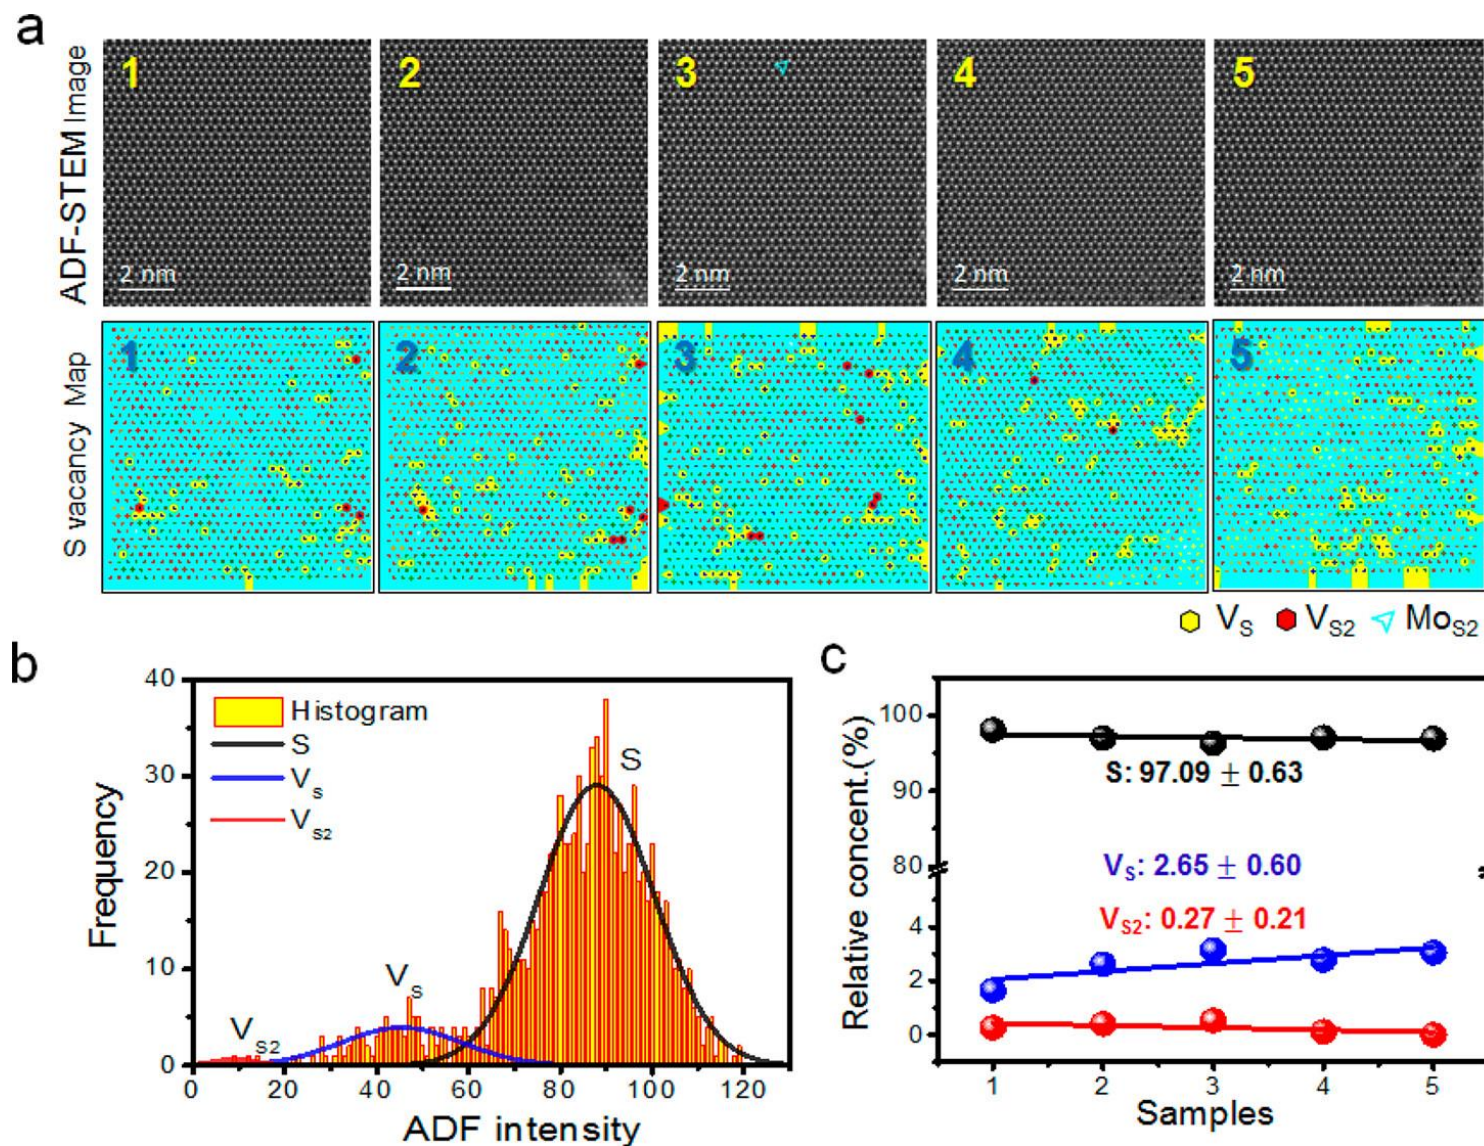 a
ADF-STEM Image
1
2
3
4
5
2 nm
2 nm
2 nm
2 nm
2 nm
S vacancy Map
1
2
3
4
5
V_S V_S2 Mo_S2
b
Frequency
40
30
20
10
0
Histogram
S
V_S
V_S2
S
V_S
V_S2
0 20 40 60 80 100 120
ADF intensity
c
Relative concent.(%)
100
90
80
4
2
0
S: 97.09 ± 0.63
V_S: 2.65 ± 0.60
V_S2: 0.27 ± 0.21
1 2 3 4 5
Samples